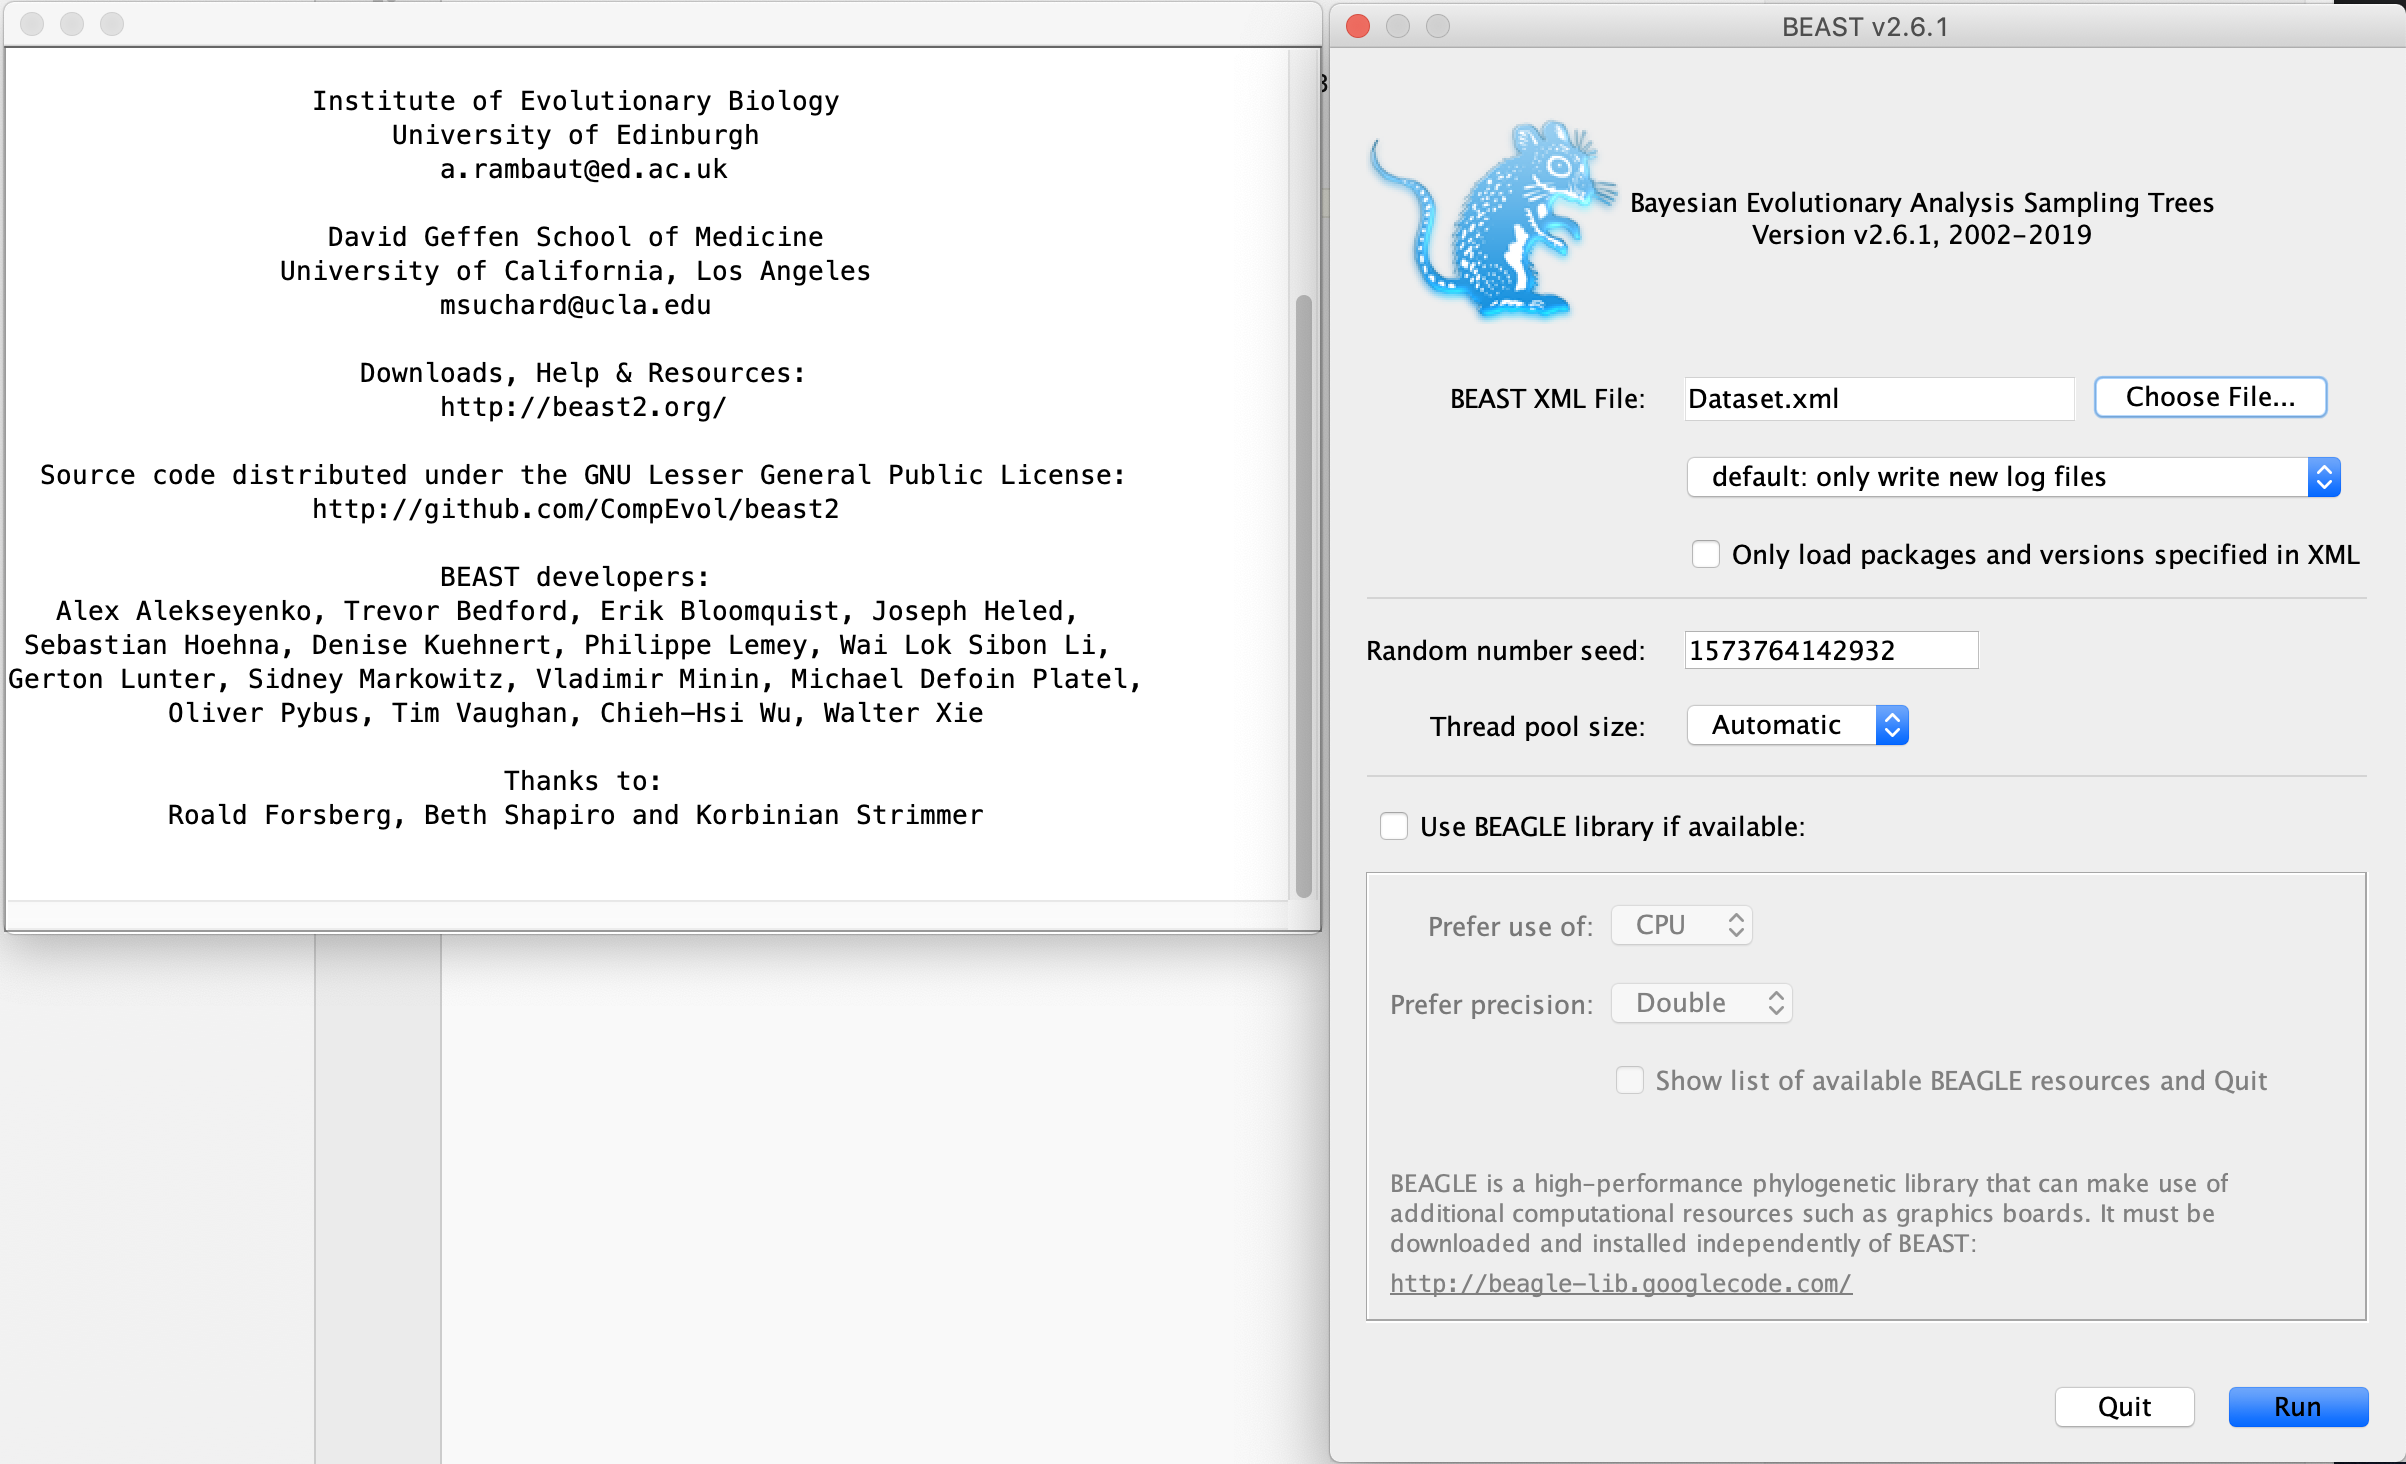 Institute of Evolutionary Biology
University of Edinburgh
a.rambaut@ed.ac.uk
David Geffen School of Medicine
University of California, Los Angeles
msuchard@ucla.edu
Downloads, Help & Resources:
http://beast2.org/
Source code distributed under the GNU Lesser General Public License:
http://github.com/CompEvol/beast2
BEAST developers:
Alex Alekseyenko, Trevor Bedford, Erik Bloomquist, Joseph Heled,
Sebastian Hoehna, Denise Kuehnert, Philippe Lemey, Wai Lok Sibon Li,
Gerton Lunter, Sidney Markowitz, Vladimir Minin, Michael Defoin Platel,
Oliver Pybus, Tim Vaughan, Chieh-Hsi Wu, Walter Xie
Thanks to:
Roald Forsberg, Beth Shapiro and Korbinian Strimmer
BEAST v2.6.1
Bayesian Evolutionary Analysis Sampling Trees
Version v2.6.1, 2002-2019
BEAST XML File: Dataset.xml Choose File...
default: only write new log files
Only load packages and versions specified in XML
Random number seed: 1573764142932
Thread pool size: Automatic
Use BEAGLE library if available:
Prefer use of: CPU
Prefer precision: Double
Show list of available BEAGLE resources and Quit
BEAGLE is a high-performance phylogenetic library that can make use of
additional computational resources such as graphics boards. It must be
downloaded and installed independently of BEAST:
http://beagle-lib.googlecode.com/
Quit Run